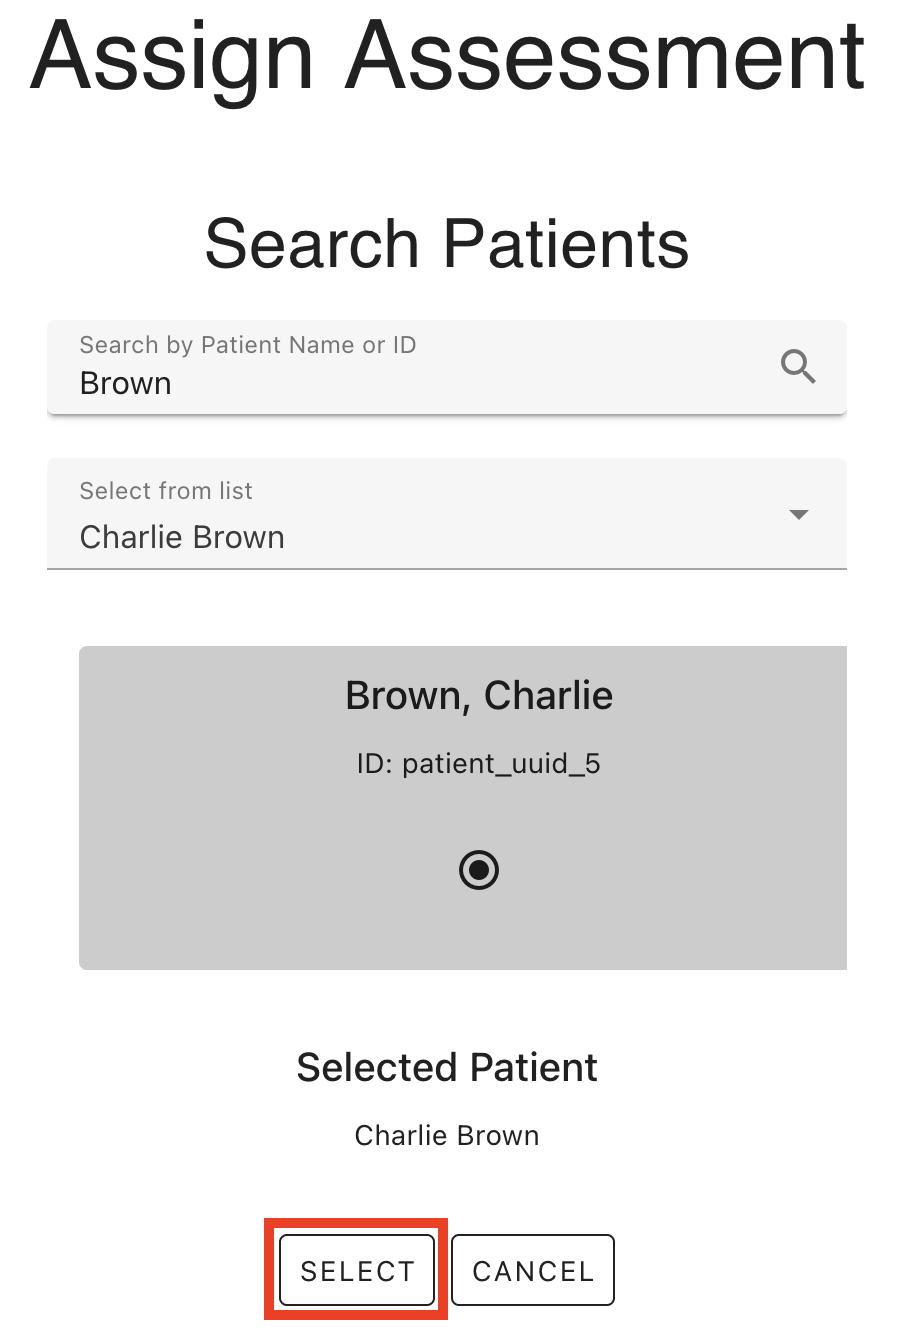 Assign Assessment
Search Patients
Search by Patient Name or ID
Brown
Select from list
Charlie Brown
Brown, Charlie
ID: patient_uuid_5
Selected Patient
Charlie Brown
SELECT CANCEL